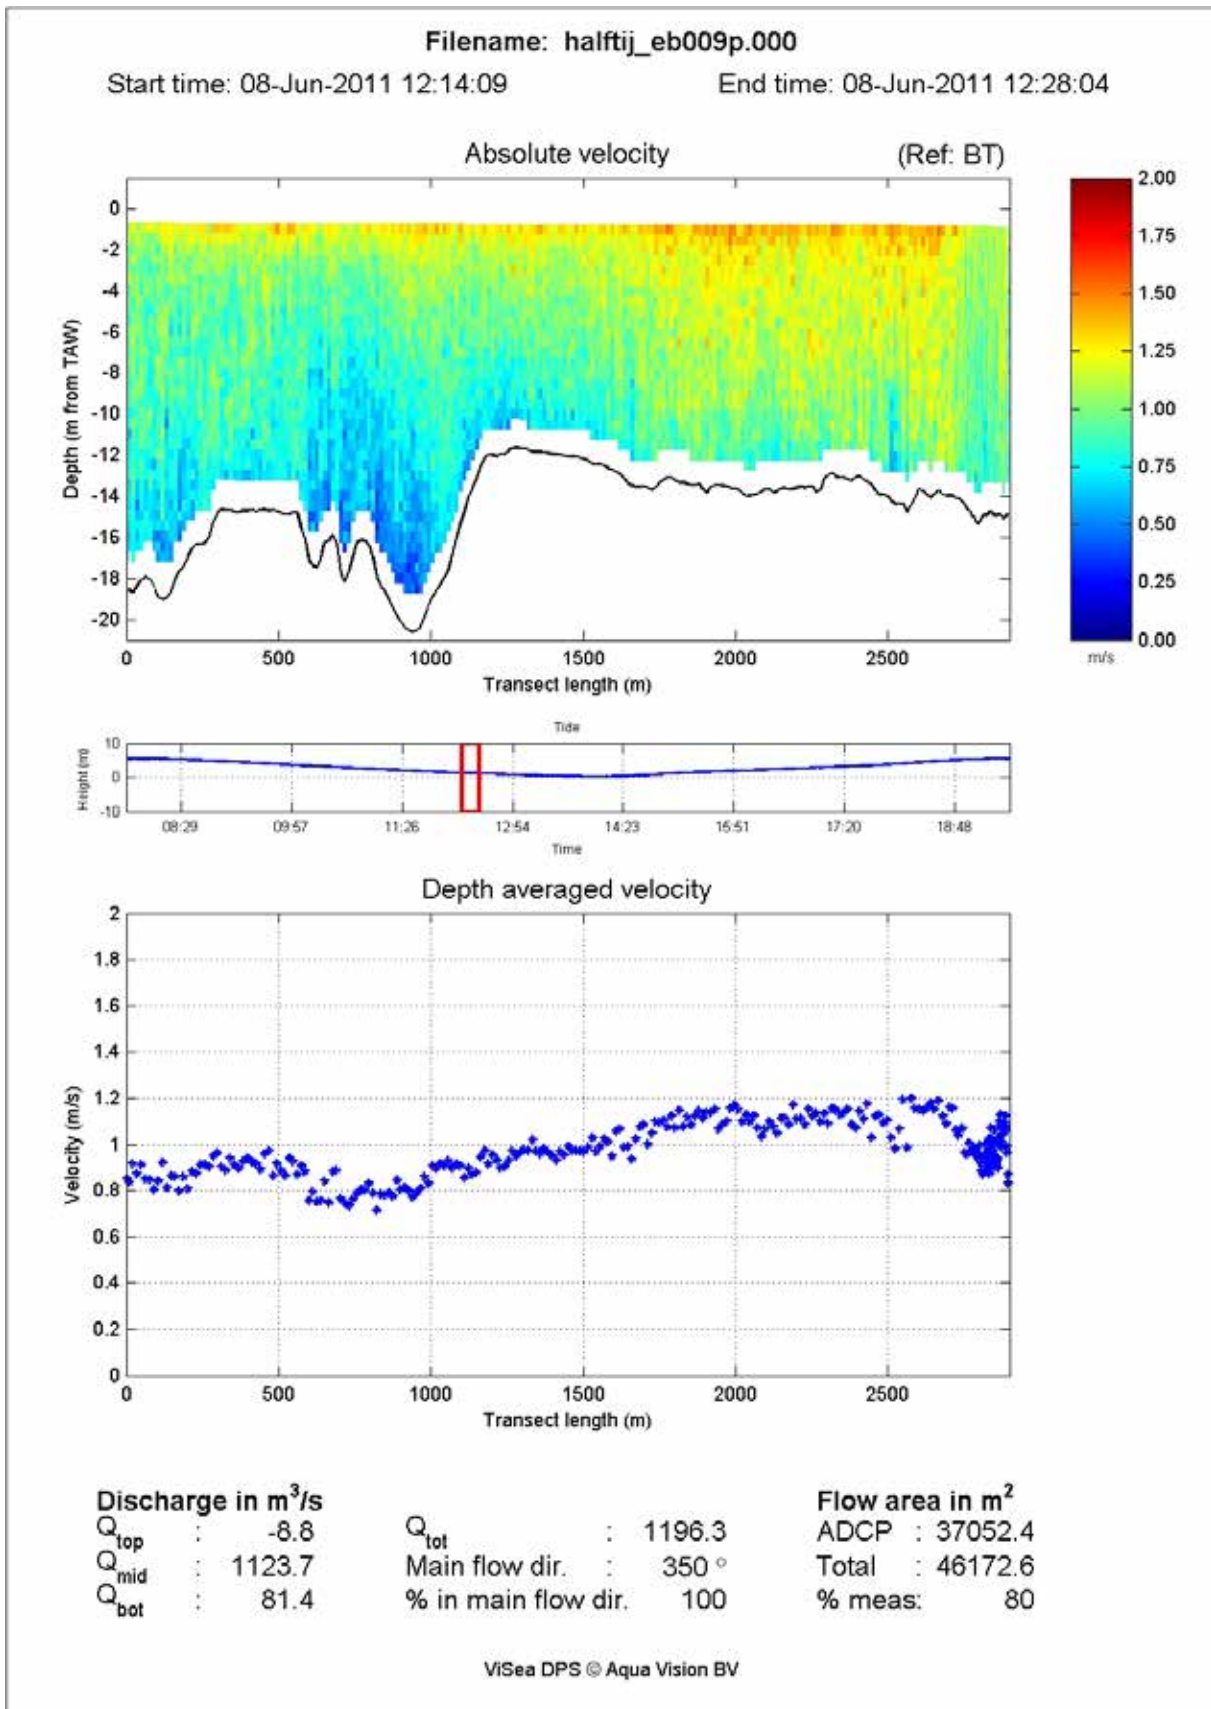 Filename: halftij_eb009p.000
Start time: 08-Jun-2011 12:14:09 End time: 08-Jun-2011 12:28:04
Absolute velocity (Ref: BT)
0
-2
-4
-6
-8
-10
-12
-14
-16
-18
-20
Depth (m from TAW)
0 500 1000 1500 2000 2500
Transect length (m)
2.00
1.75
1.50
1.25
1.00
0.75
0.50
0.25
0.00
m/s
Tide
10
0
-10
Height (m)
08:29 09:57 11:26 12:54 14:23 15:51 17:20 18:48
Time
Depth averaged velocity
2
1.8
1.6
1.4
1.2
1
0.8
0.6
0.4
0.2
0
Velocity (m/s)
0 500 1000 1500 2000 2500
Transect length (m)
Discharge in m³/s Flow area in m²
Qtop : -8.8 Qtot : 1196.3 ADCP : 37052.4
Qmid : 1123.7 Main flow dir. : 350 ° Total : 46172.6
Qbot : 81.4 % in main flow dir. 100 % meas: 80
ViSea DPS © Aqua Vision BV